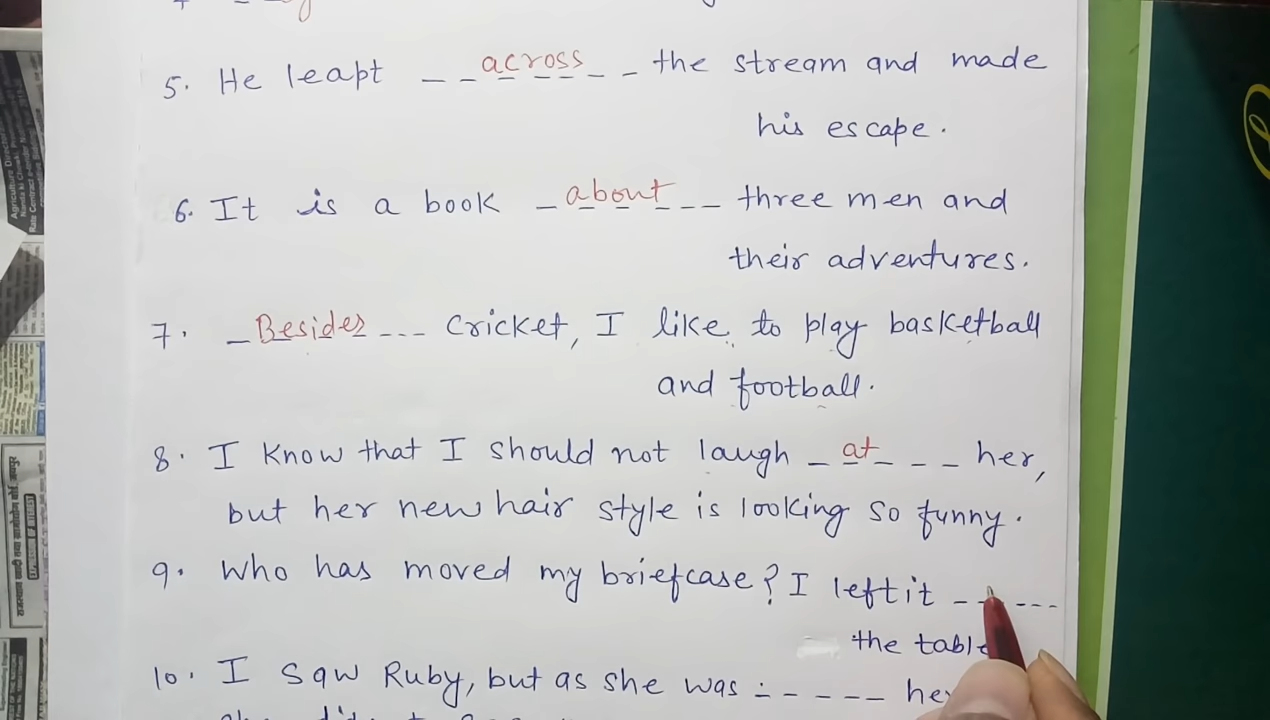 5. He leapt _ _ across _ _ the stream and made
his escape.
6. It is a book _ about _ _ three men and
their adventures.
7. _ Besides _ _ _ Cricket, I like to play basketball
and football.
8. I know that I should not laugh _ at _ _ _ her,
but her new hair style is looking so funny.
9. Who has moved my briefcase? I left it _ _ _ _ _
the table
10. I saw Ruby, but as she was _ _ _ _ _